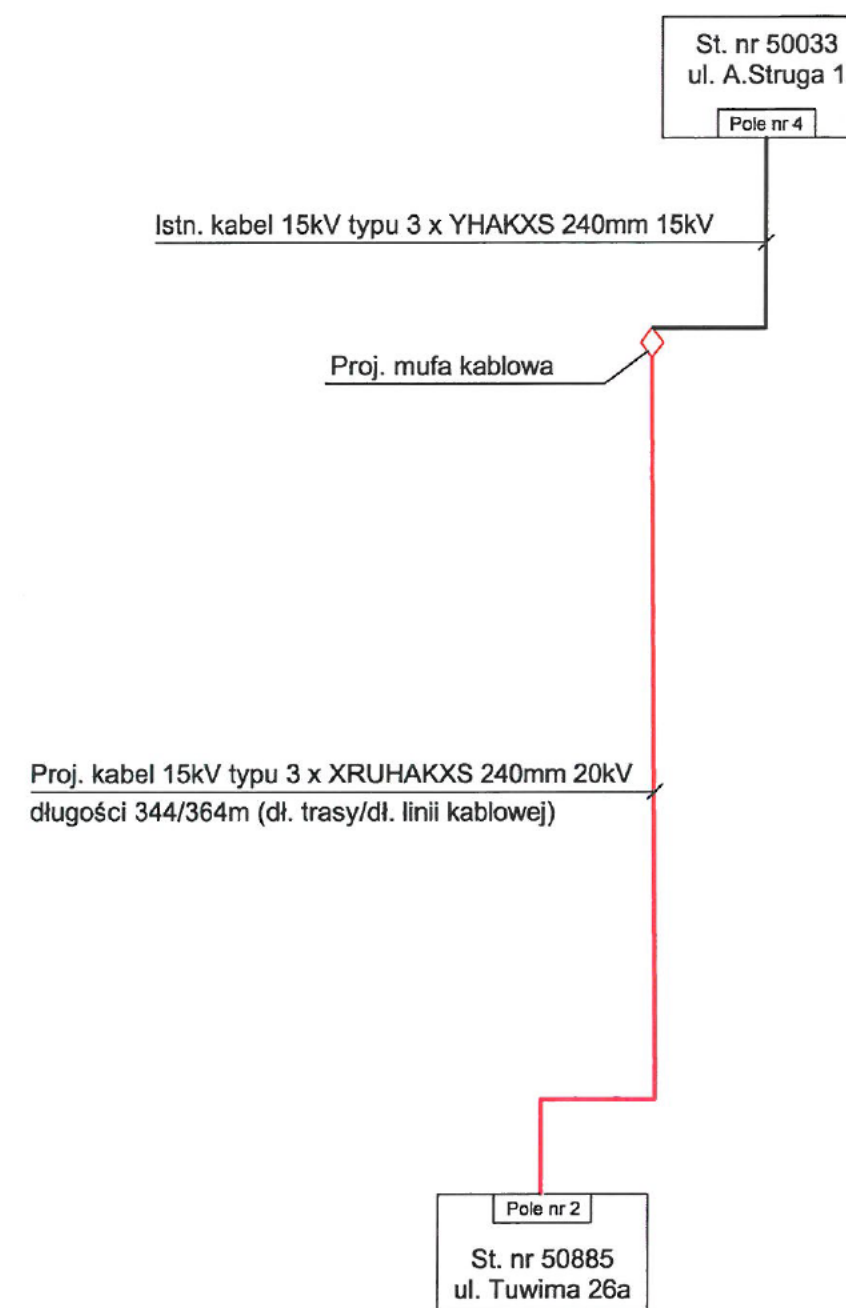 St. nr 50033
ul. A.Struga 1
Pole nr 4
Istn. kabel 15kV typu 3 x YHAKXS 240mm 15kV
Proj. mufa kablowa
Proj. kabel 15kV typu 3 x XRUHAKXS 240mm 20kV
długości 344/364m (dł. trasy/dł. linii kablowej)
Pole nr 2
St. nr 50885
ul. Tuwima 26a